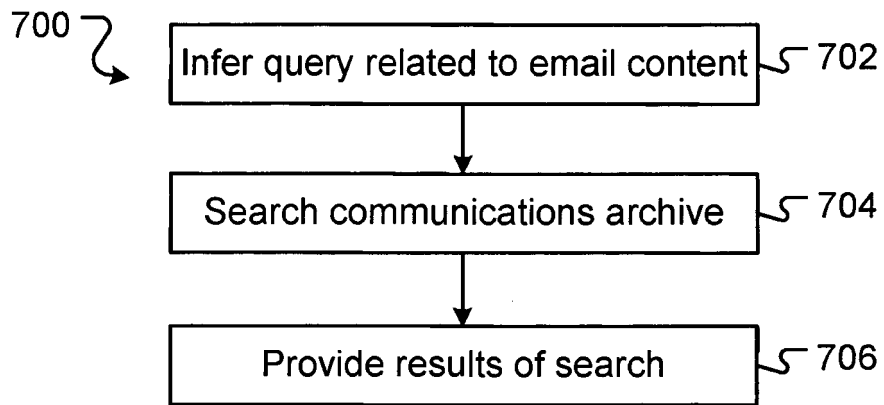 700
Infer query related to email content 702
Search communications archive 704
Provide results of search 706